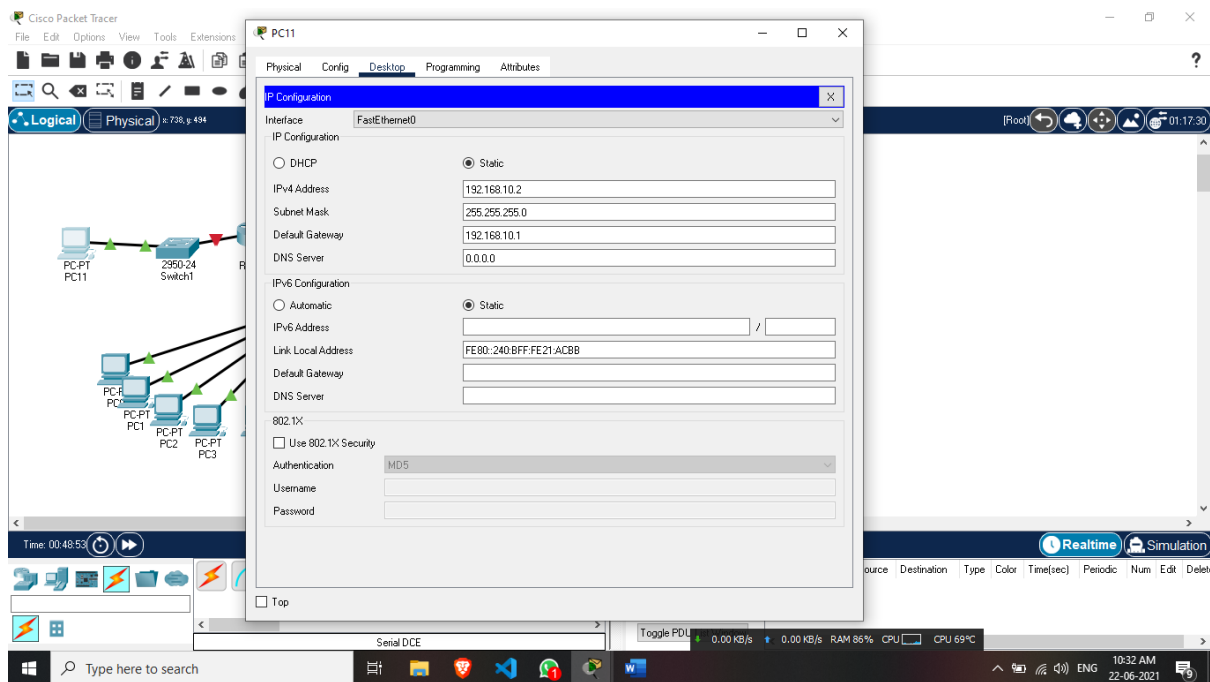 Cisco Packet Tracer
File Edit Options View Tools Extensions
?
Logical Physical x: 738, y: 494
[Root] 01:17:30
PC11
Physical Config Desktop Programming Attributes
IP Configuration X
Interface FastEthernet0
IP Configuration
DHCP Static
IPv4 Address 192.168.10.2
Subnet Mask 255.255.255.0
Default Gateway 192.168.10.1
DNS Server 0.0.0.0
IPv6 Configuration
Automatic Static
IPv6 Address /
Link Local Address FE80::240:BFF:FE21:ACBB
Default Gateway
DNS Server
802.1X
Use 802.1X Security
Authentication MD5
Username
Password
Top
PC-PT
PC11
2950-24
Switch1
R
PC-P
PC0
PC-PT
PC1
PC-PT
PC2
PC-PT
PC3
Time: 00:48:53
Realtime Simulation
ource Destination Type Color Time(sec) Periodic Num Edit Delet
Serial DCE
Toggle PDU
0.00 KB/s 0.00 KB/s RAM 86% CPU CPU 69°C
Type here to search
W
ENG
10:32 AM
22-06-2021